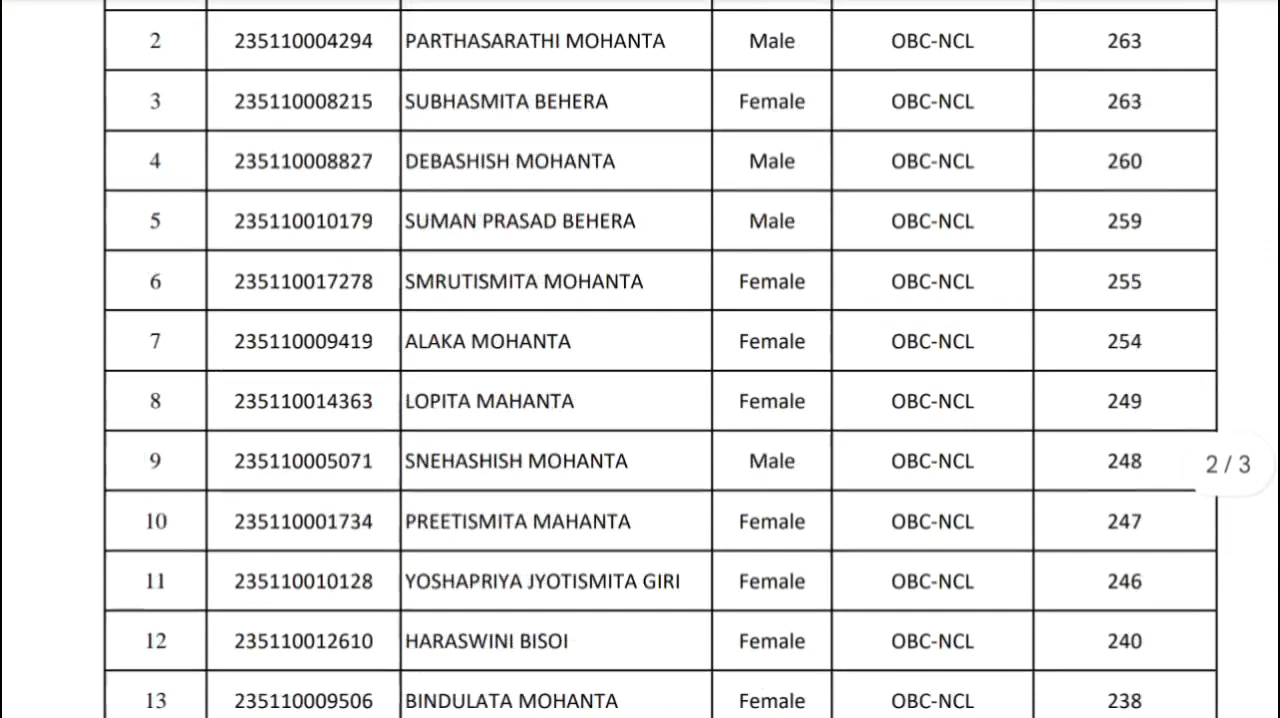 2 235110004294 PARTHASARATHI MOHANTA Male OBC-NCL 263
3 235110008215 SUBHASMITA BEHERA Female OBC-NCL 263
4 235110008827 DEBASHISH MOHANTA Male OBC-NCL 260
5 235110010179 SUMAN PRASAD BEHERA Male OBC-NCL 259
6 235110017278 SMRUTISMITA MOHANTA Female OBC-NCL 255
7 235110009419 ALAKA MOHANTA Female OBC-NCL 254
8 235110014363 LOPITA MAHANTA Female OBC-NCL 249
9 235110005071 SNEHASHISH MOHANTA Male OBC-NCL 248
2 / 3
10 235110001734 PREETISMITA MAHANTA Female OBC-NCL 247
11 235110010128 YOSHAPRIYA JYOTISMITA GIRI Female OBC-NCL 246
12 235110012610 HARASWINI BISOI Female OBC-NCL 240
13 235110009506 BINDULATA MOHANTA Female OBC-NCL 238